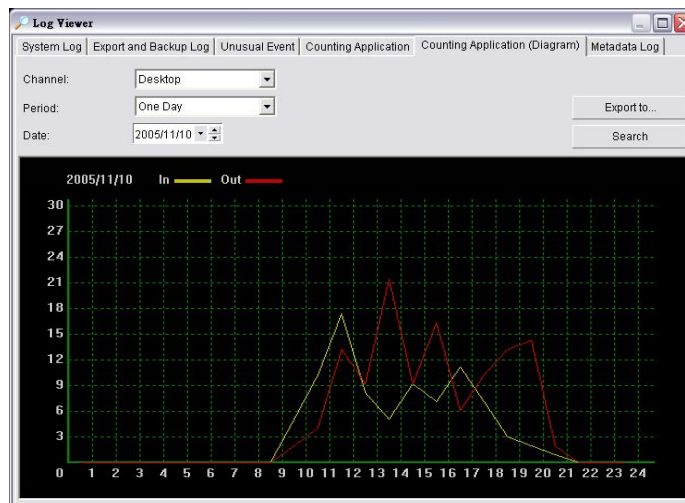 Log Viewer
System Log Export and Backup Log Unusual Event Counting Application Counting Application (Diagram) Metadata Log
Channel: Desktop
Period: One Day Export to...
Date: 2005/11/10 Search
2005/11/10 In Out
30
27
24
21
18
15
12
9
6
3
0 1 2 3 4 5 6 7 8 9 10 11 12 13 14 15 16 17 18 19 20 21 22 23 24